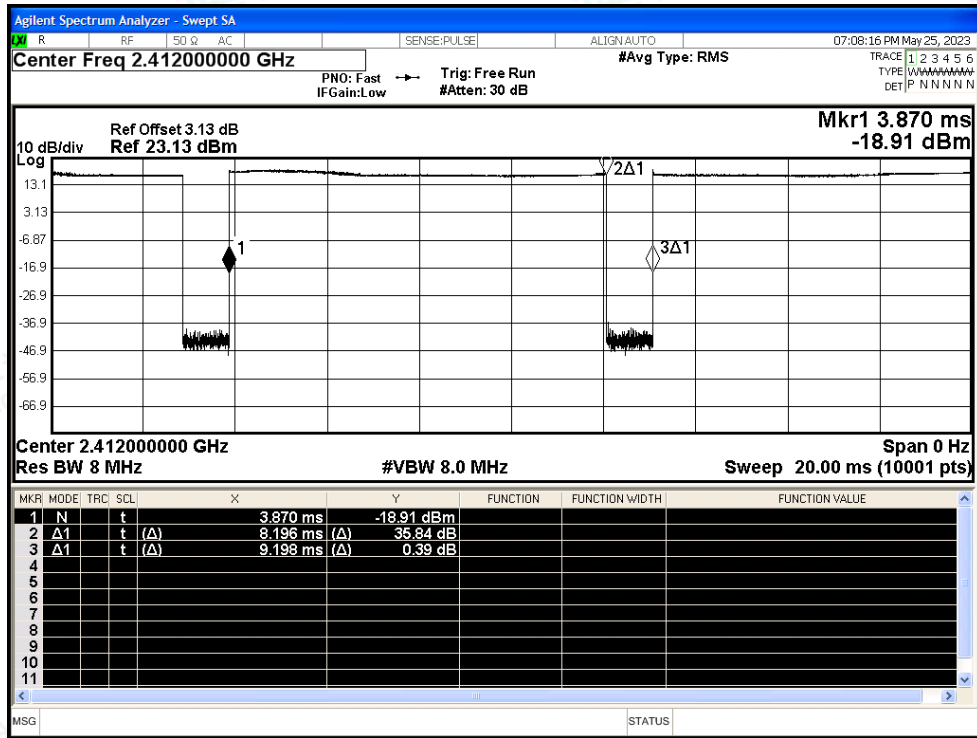 Agilent Spectrum Analyzer - Swept SA
LXI R RF 50 Ω AC SENSE:PULSE ALIGN AUTO 07:08:16 PM May 25, 2023
Center Freq 2.412000000 GHz
#Avg Type: RMS
TRACE 1 2 3 4 5 6
PNO: Fast Trig: Free Run
TYPE W
IFGain:Low #Atten: 30 dB
DET P N N N N N
Mkr1 3.870 ms
Ref Offset 3.13 dB
10 dB/div Ref 23.13 dBm -18.91 dBm
Log
2Δ1
13.1
3.13
-6.87
1
3Δ1
-16.9
-26.9
-36.9
-46.9
-56.9
-66.9
Center 2.412000000 GHz Span 0 Hz
Res BW 8 MHz #VBW 8.0 MHz Sweep 20.00 ms (10001 pts)
MKR MODE TRC SCL X Y FUNCTION FUNCTION WIDTH FUNCTION VALUE
1 N t 3.870 ms -18.91 dBm
2 Δ1 t (Δ) 8.196 ms (Δ) 35.84 dB
3 Δ1 t (Δ) 9.198 ms (Δ) 0.39 dB
4
5
6
7
8
9
10
11
MSG STATUS